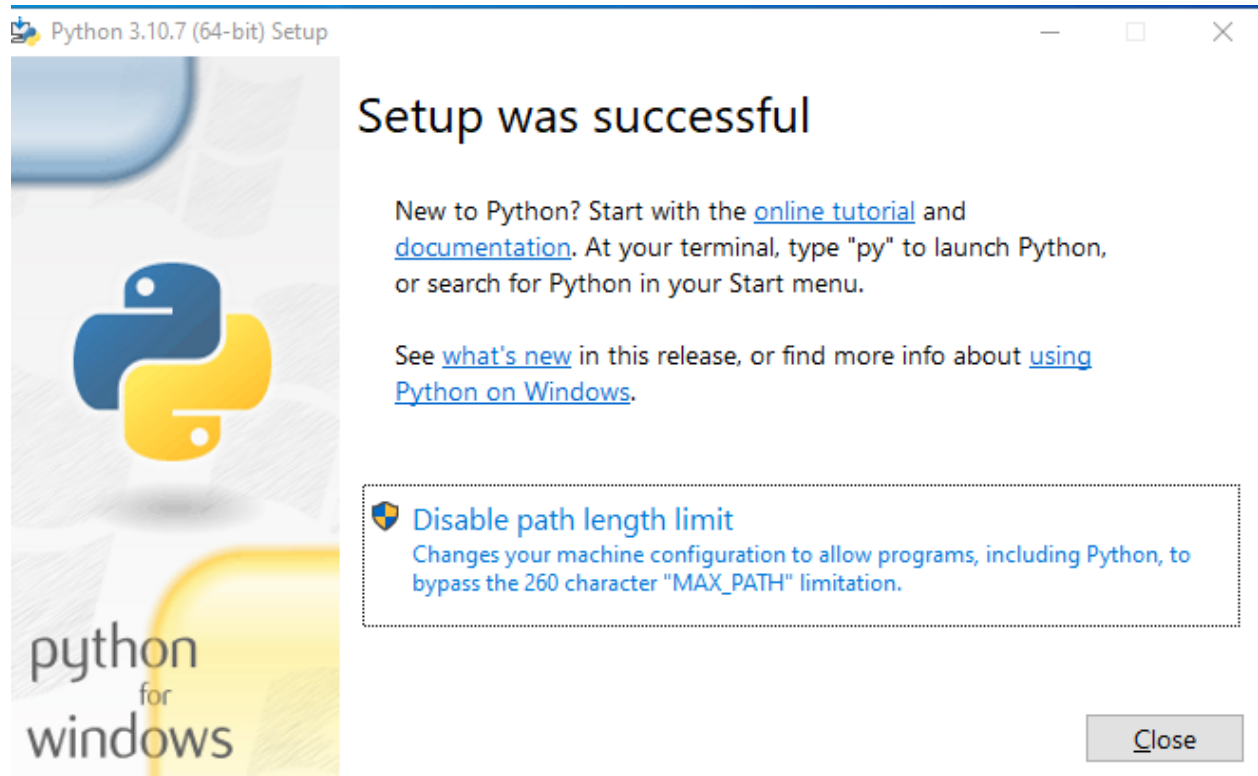 Python 3.10.7 (64-bit) Setup
Setup was successful
New to Python? Start with the online tutorial and
documentation. At your terminal, type "py" to launch Python,
or search for Python in your Start menu.
See what's new in this release, or find more info about using
Python on Windows.
Disable path length limit
Changes your machine configuration to allow programs, including Python, to
bypass the 260 character "MAX_PATH" limitation.
python
for
windows
Close